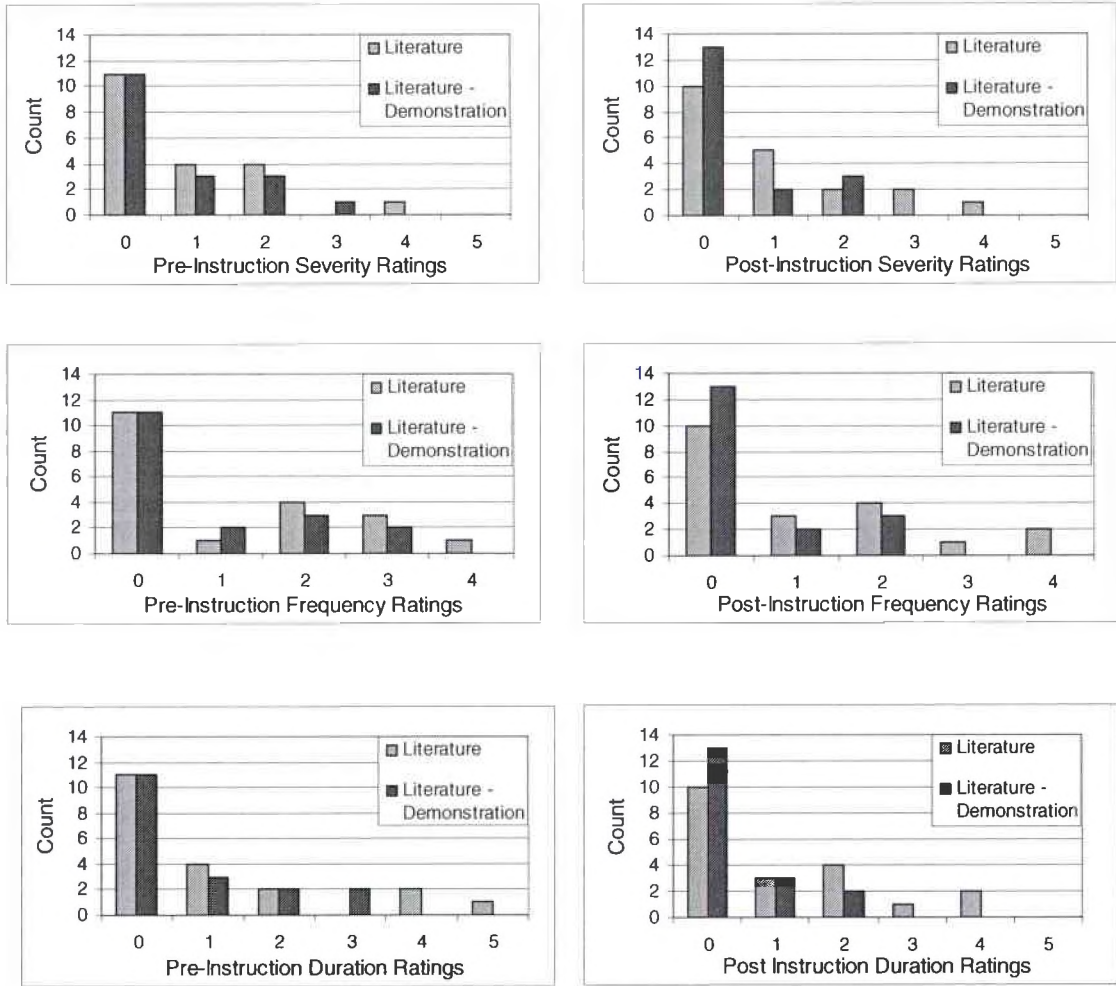 14
12
10
8
6
4
2
0
Count
Literature
Literature -
Demonstration
0 1 2 3 4 5
Pre-Instruction Severity Ratings
14
12
10
8
6
4
2
0
Count
Literature
Literature -
Demonstration
0 1 2 3 4 5
Post-Instruction Severity Ratings
14
12
10
8
6
4
2
0
Count
Literature
Literature -
Demonstration
0 1 2 3 4
Pre-Instruction Frequency Ratings
14
12
10
8
6
4
2
0
Count
Literature
Literature -
Demonstration
0 1 2 3 4
Post-Instruction Frequency Ratings
14
12
10
8
6
4
2
0
Count
Literature
Literature -
Demonstration
0 1 2 3 4 5
Pre-Instruction Duration Ratings
14
12
10
8
6
4
2
0
Count
Literature
Literature -
Demonstration
0 1 2 3 4 5
Post Instruction Duration Ratings